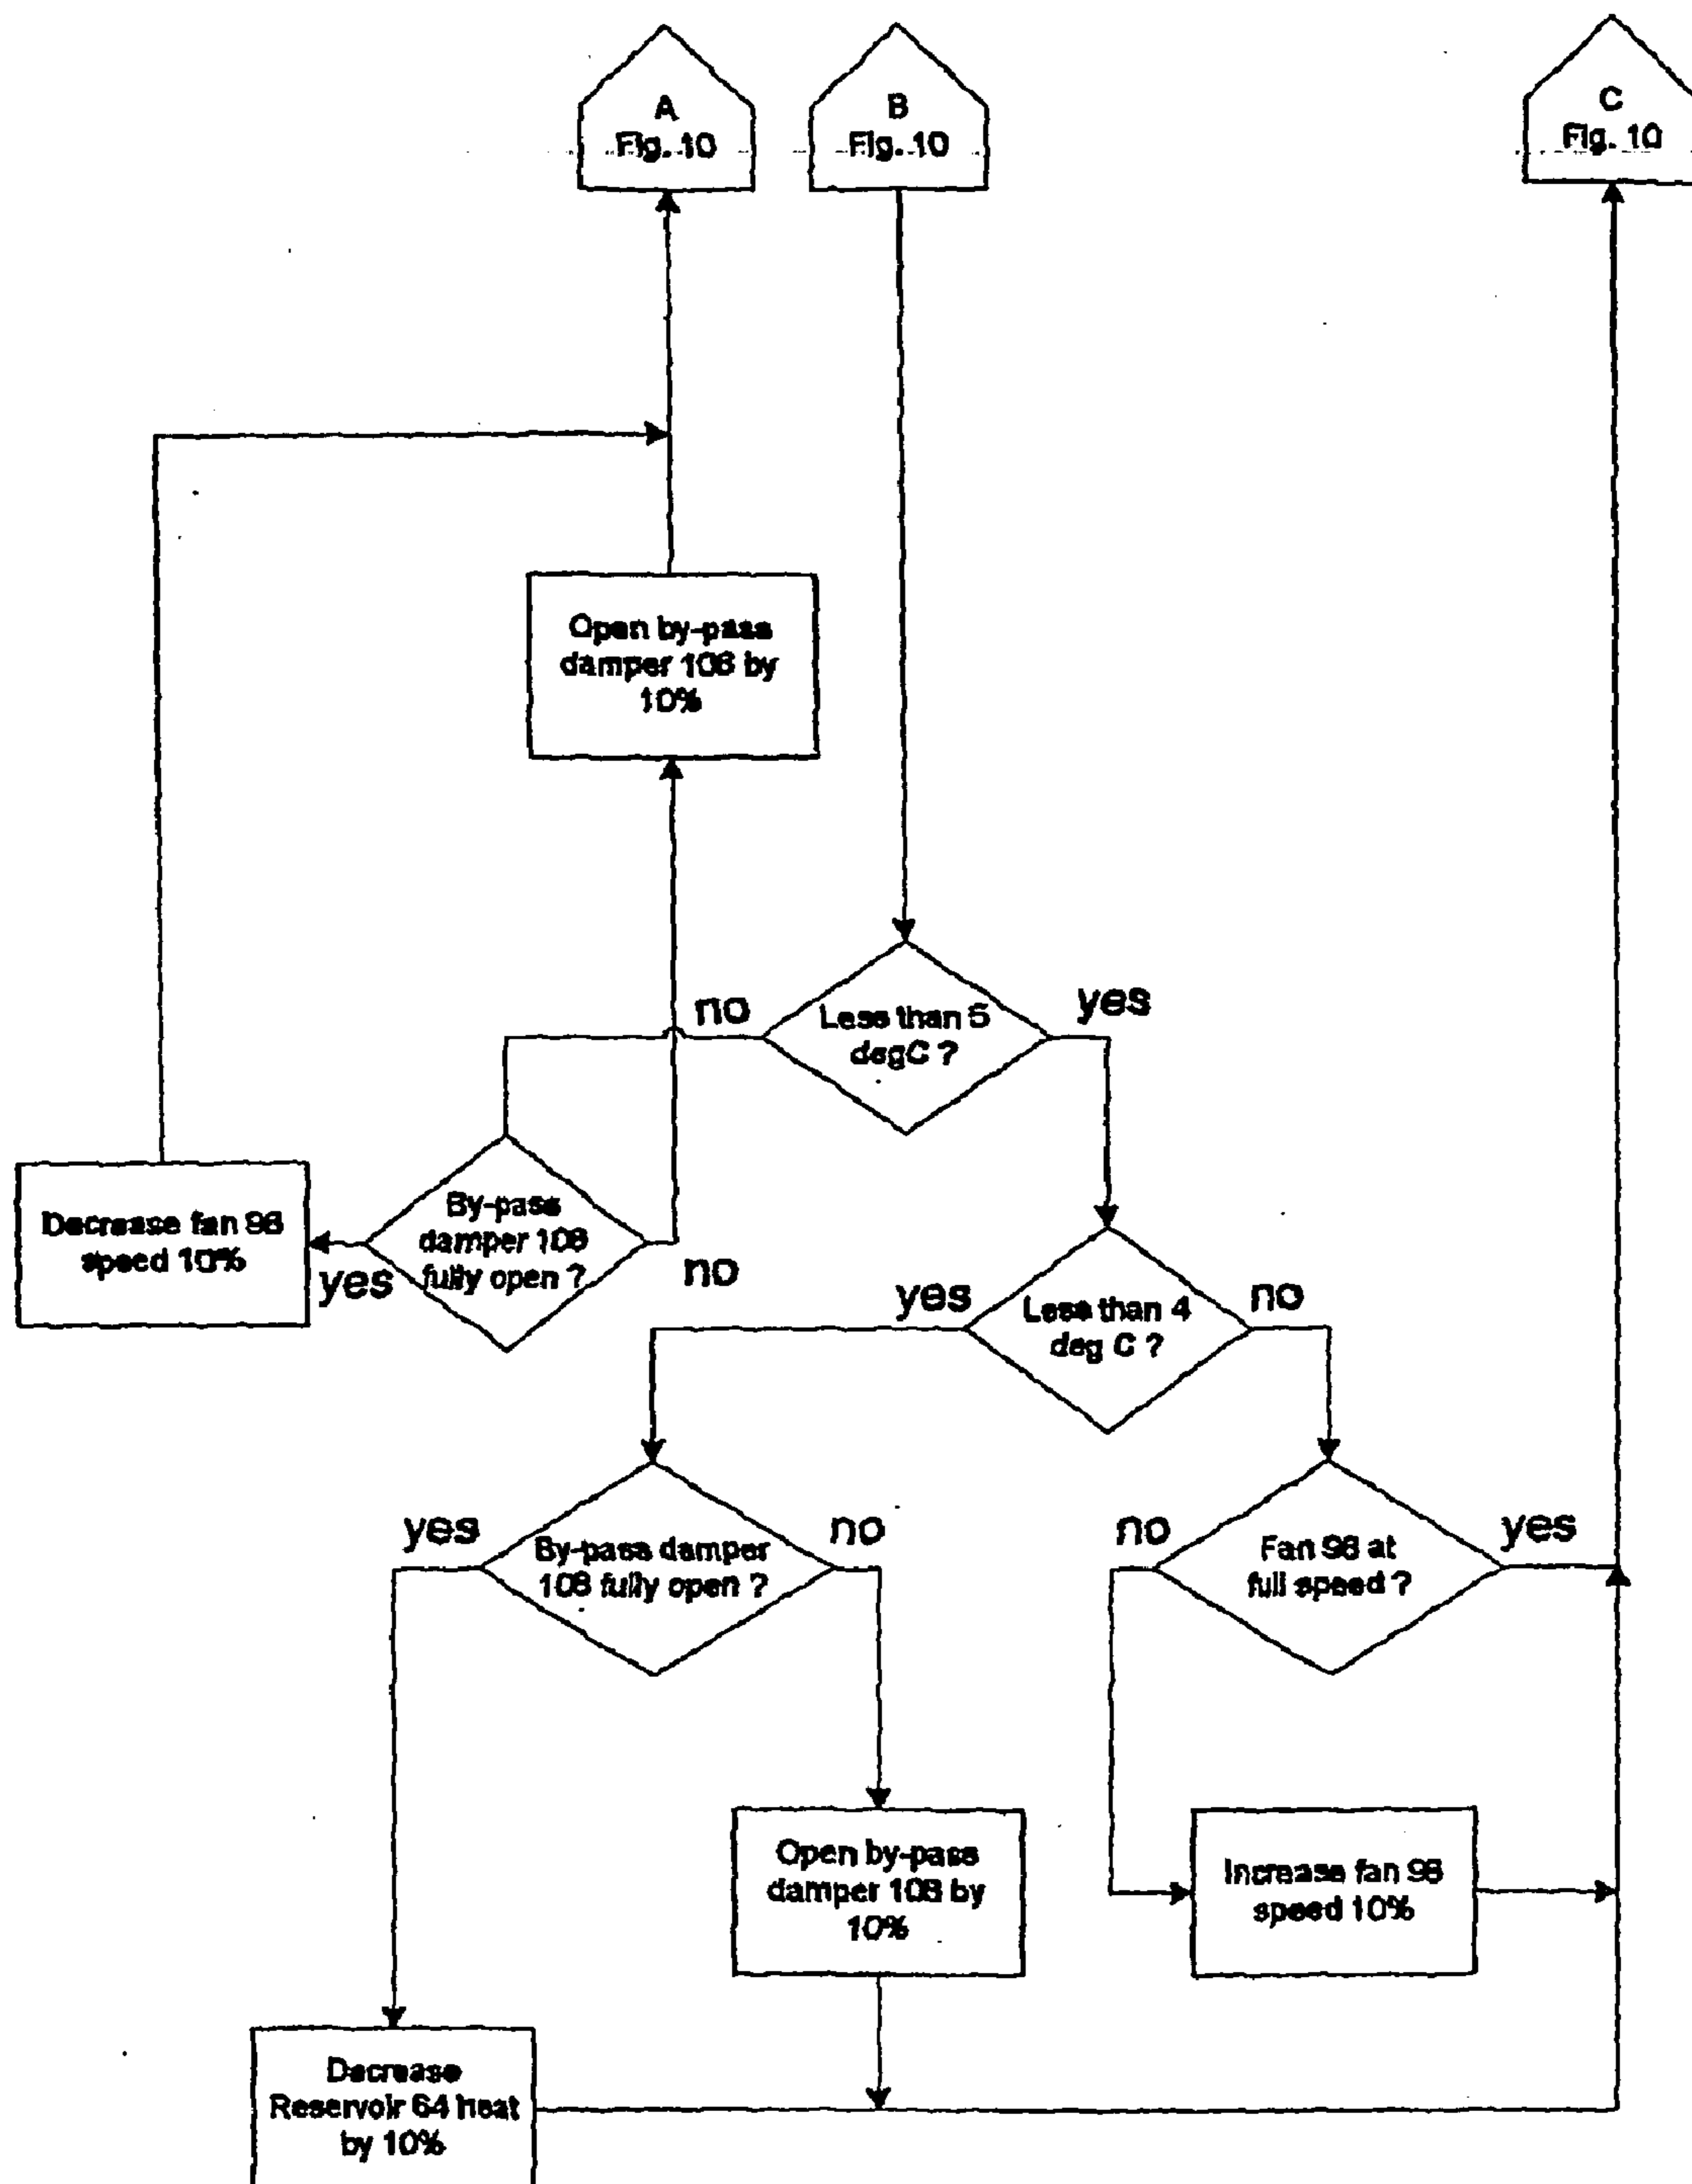 A
Fig. 10
B
Fig. 10
C
Fig. 10
Open by-pass
damper 108 by
10%
no
Less than 5
degC ?
yes
Decrease fan 98
speed 10%
yes
By-pass
damper 108
fully open ?
no
yes
Less than 4
deg C ?
no
yes
By-pass damper
108 fully open ?
no
no
Fan 98 at
full speed ?
yes
Open by-pass
damper 108 by
10%
Increase fan 98
speed 10%
Decrease
Reservoir 64 heat
by 10%